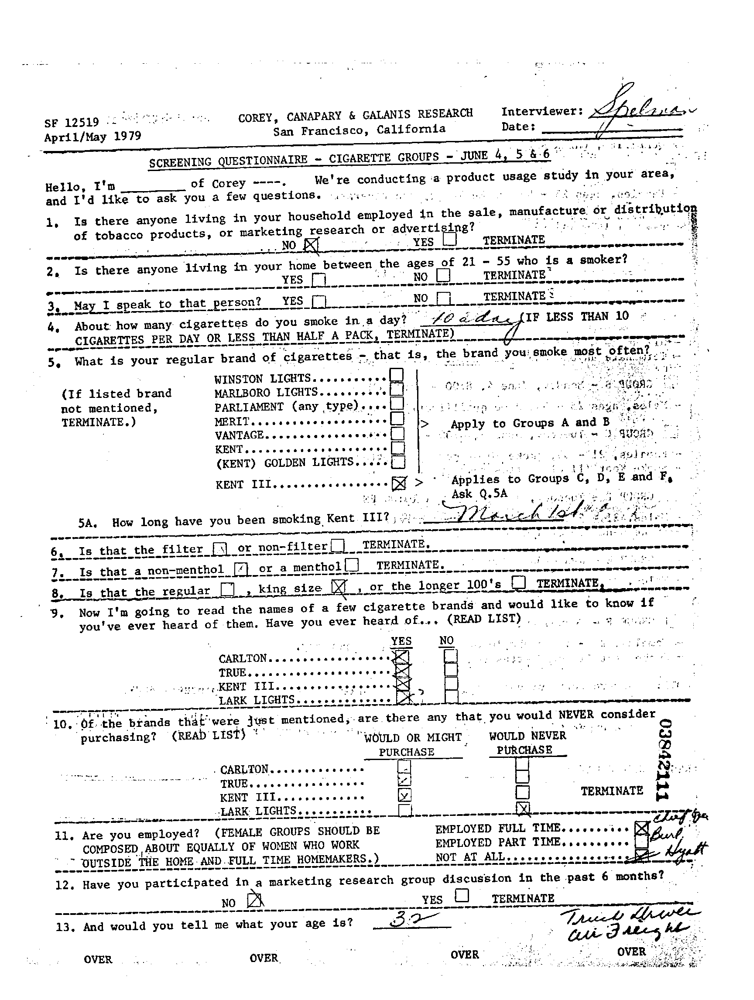 SF 12519 COREY, CANAPARY & GALANIS RESEARCH Interviewer: Spelman
April/May 1979 San Francisco, California Date:
SCREENING QUESTIONNAIRE - CIGARETTE GROUPS - JUNE 4, 5 & 6
Hello, I'm ________ of Corey ----. We're conducting a product usage study in your area,
and I'd like to ask you a few questions.
1. Is there anyone living in your household employed in the sale, manufacture or distribution
of tobacco products, or marketing research or advertising?
NO ☒ YES ☐ TERMINATE
2. Is there anyone living in your home between the ages of 21 - 55 who is a smoker?
YES ☐ NO ☐ TERMINATE
3. May I speak to that person? YES ☐ NO ☐ TERMINATE
4. About how many cigarettes do you smoke in a day? 10 a day (IF LESS THAN 10
CIGARETTES PER DAY OR LESS THAN HALF A PACK, TERMINATE)
5. What is your regular brand of cigarettes - that is, the brand you smoke most often?
WINSTON LIGHTS..........☐
(If listed brand MARLBORO LIGHTS.........☐
not mentioned, PARLIAMENT (any type)....☐
TERMINATE.) MERIT...................☐ > Apply to Groups A and B
VANTAGE.................☐
KENT....................☐
(KENT) GOLDEN LIGHTS.....☐
KENT III................☒ > Applies to Groups C, D, E and F,
Ask Q.5A
5A. How long have you been smoking Kent III? March 1st
6. Is that the filter ☑ or non-filter ☐ TERMINATE.
7. Is that a non-menthol ☑ or a menthol ☐ TERMINATE.
8. Is that the regular ☐, king size ☒, or the longer 100's ☐ TERMINATE.
9. Now I'm going to read the names of a few cigarette brands and would like to know if
you've ever heard of them. Have you ever heard of... (READ LIST)
YES NO
CARLTON.................☒ ☐
TRUE....................☒ ☐
KENT III................☒ ☐
LARK LIGHTS.............☒ ☐
10. Of the brands that were just mentioned, are there any that you would NEVER consider
purchasing? (READ LIST) WOULD OR MIGHT WOULD NEVER
PURCHASE PURCHASE
CARLTON.............. ☑ ☐
TRUE................. ☑ ☐
KENT III............. ☑ ☐ TERMINATE
LARK LIGHTS.......... ☐ ☒
03842111
11. Are you employed? (FEMALE GROUPS SHOULD BE EMPLOYED FULL TIME..........☒
COMPOSED ABOUT EQUALLY OF WOMEN WHO WORK EMPLOYED PART TIME..........☐ Burl
OUTSIDE THE HOME AND FULL TIME HOMEMAKERS.) NOT AT ALL.................. Hyatt
12. Have you participated in a marketing research group discussion in the past 6 months?
NO ☒ YES ☐ TERMINATE
13. And would you tell me what your age is? 32 Truck Driver
Air Freight
OVER OVER OVER OVER